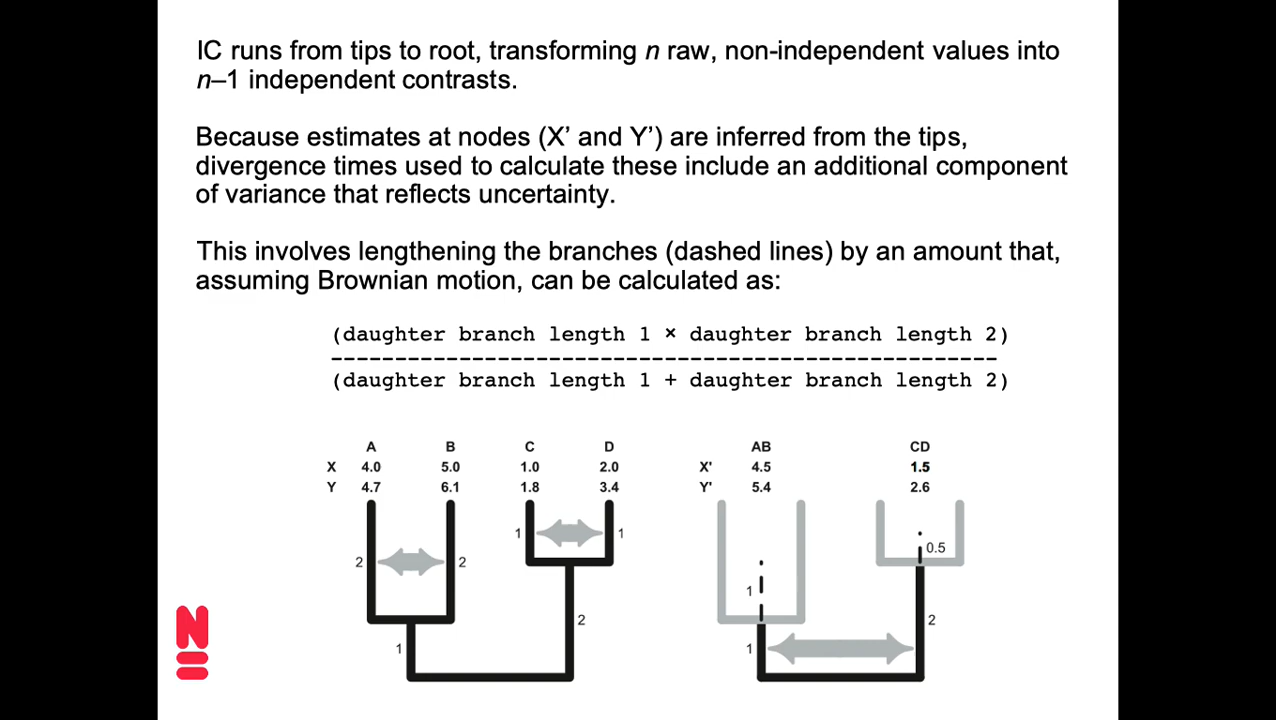 IC runs from tips to root, transforming n raw, non-independent values into
n–1 independent contrasts.
Because estimates at nodes (X’ and Y’) are inferred from the tips,
divergence times used to calculate these include an additional component
of variance that reflects uncertainty.
This involves lengthening the branches (dashed lines) by an amount that,
assuming Brownian motion, can be calculated as:
(daughter branch length 1 × daughter branch length 2)
----------------------------------------------------
(daughter branch length 1 + daughter branch length 2)
A B C D AB CD
X 4.0 5.0 1.0 2.0 X' 4.5 1.5
Y 4.7 6.1 1.8 3.4 Y' 5.4 2.6
1 1 0.5
2 2 1
1 2 1 2